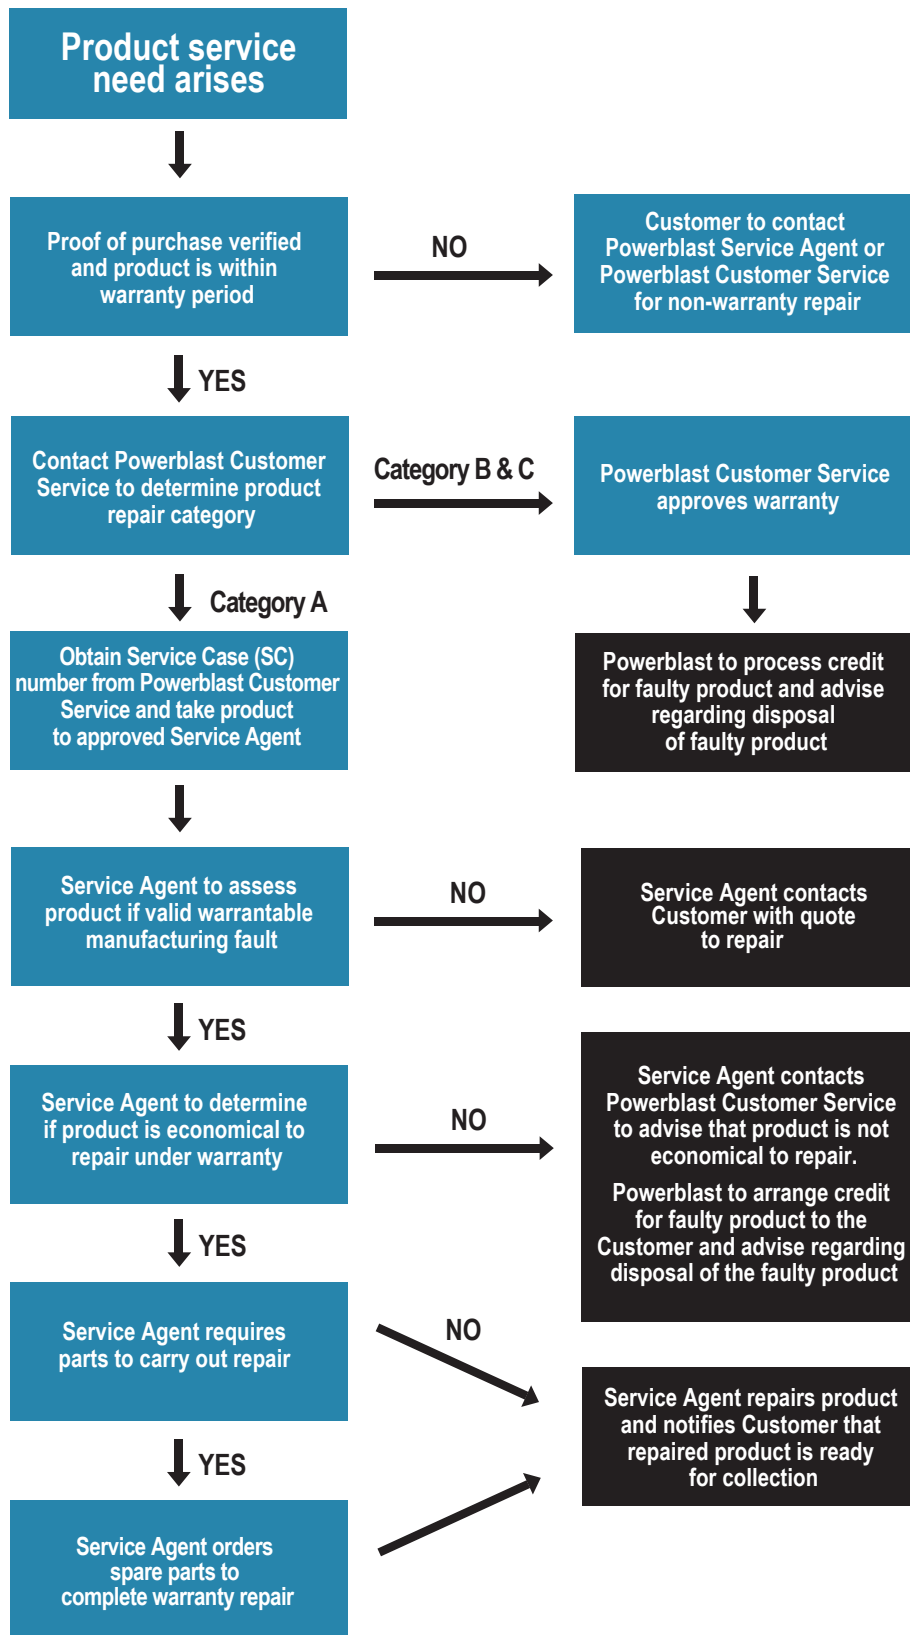 Product service
need arises
Proof of purchase verified
and product is within
warranty period
NO
Customer to contact
Powerblast Service Agent or
Powerblast Customer Service
for non-warranty repair
YES
Contact Powerblast Customer
Service to determine product
repair category
Category B & C
Powerblast Customer Service
approves warranty
Category A
Obtain Service Case (SC)
number from Powerblast Customer
Service and take product
to approved Service Agent
Powerblast to process credit
for faulty product and advise
regarding disposal
of faulty product
Service Agent to assess
product if valid warrantable
manufacturing fault
NO
Service Agent contacts
Customer with quote
to repair
YES
Service Agent to determine
if product is economical to
repair under warranty
NO
Service Agent contacts
Powerblast Customer Service
to advise that product is not
economical to repair.
Powerblast to arrange credit
for faulty product to the
Customer and advise regarding
disposal of the faulty product
YES
Service Agent requires
parts to carry out repair
NO
Service Agent repairs product
and notifies Customer that
repaired product is ready
for collection
YES
Service Agent orders
spare parts to
complete warranty repair